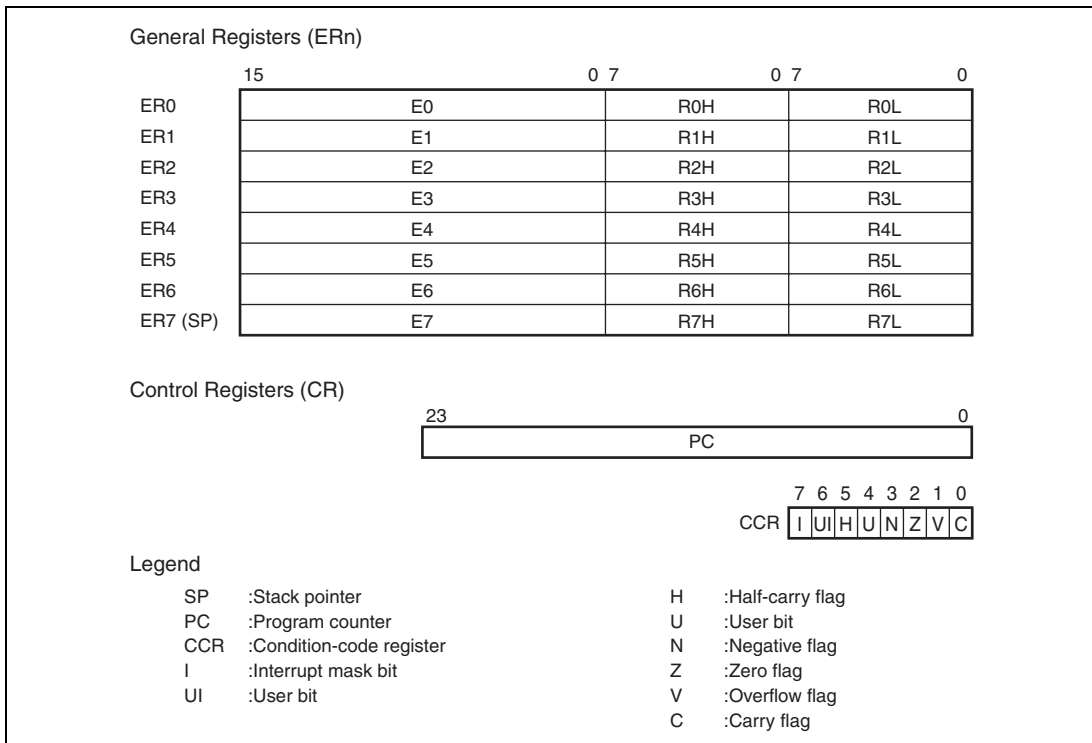 General Registers (ERn)
15 0 7 0 7 0
ER0 E0 R0H R0L
ER1 E1 R1H R1L
ER2 E2 R2H R2L
ER3 E3 R3H R3L
ER4 E4 R4H R4L
ER5 E5 R5H R5L
ER6 E6 R6H R6L
ER7 (SP) E7 R7H R7L
Control Registers (CR)
23 0
PC
7 6 5 4 3 2 1 0
CCR I UI H U N Z V C
Legend
SP :Stack pointer
PC :Program counter
CCR :Condition-code register
I :Interrupt mask bit
UI :User bit
H :Half-carry flag
U :User bit
N :Negative flag
Z :Zero flag
V :Overflow flag
C :Carry flag